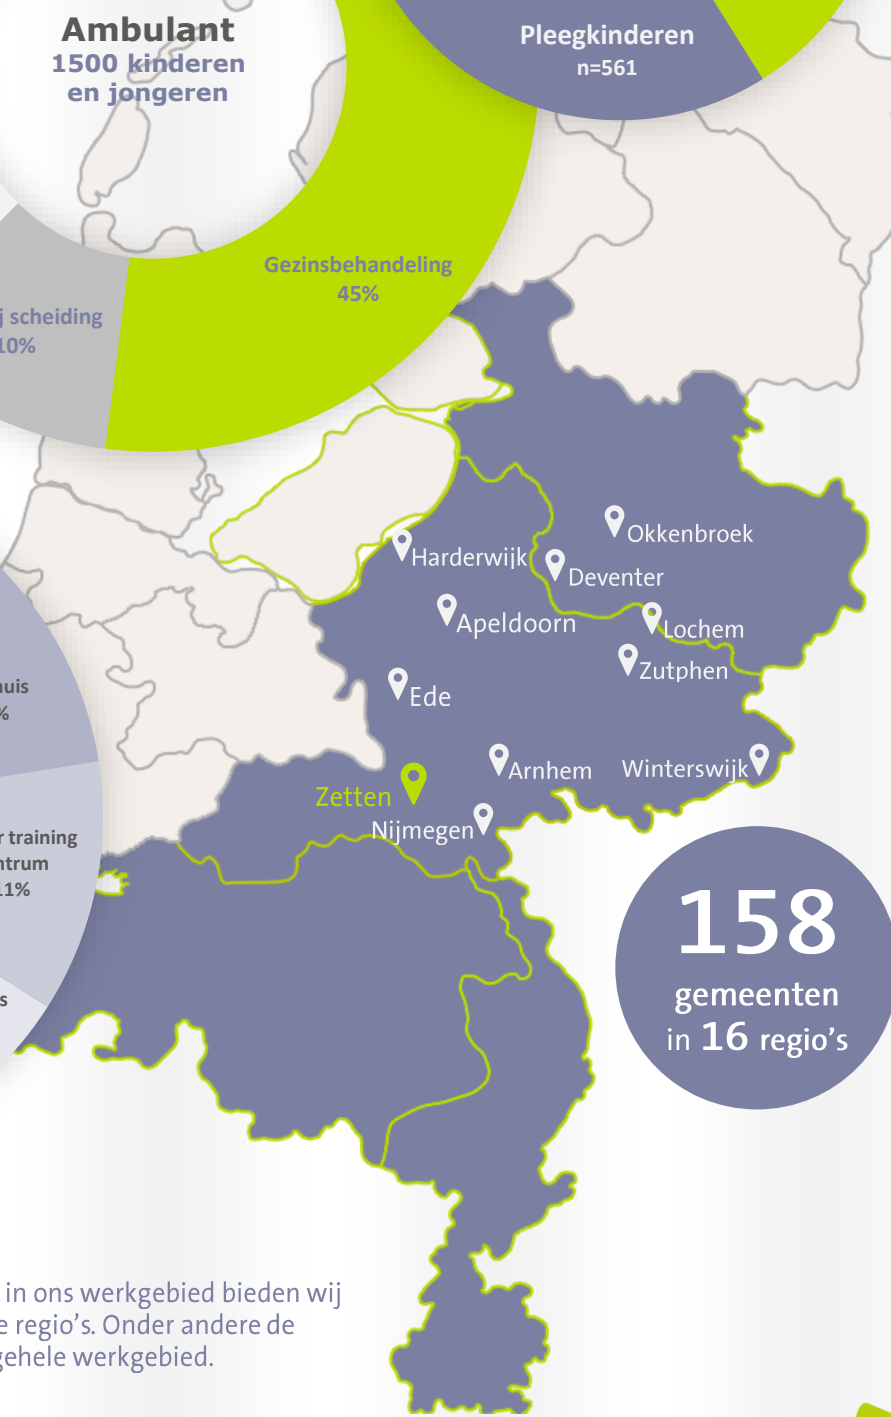 Ambulant
1500 kinderen
en jongeren
Pleegkinderen
n=561
Gezinsbehandeling
45%
scheiding
10%
Okkenbroek
Harderwijk
Deventer
Apeldoorn
Lochem
Zutphen
Ede
Arnhem
Winterswijk
Zetten
Nijmegen
training
11%
158
gemeenten
in 16 regio's
in ons werkgebied bieden wij
regio's. Onder andere de
gehele werkgebied.